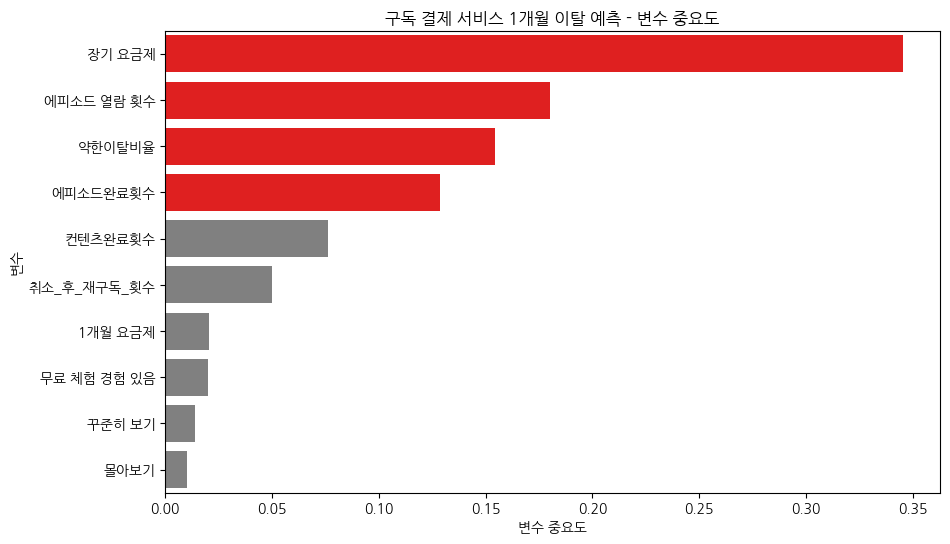 구독 결제 서비스 1개월 이탈 예측 - 변수 중요도
장기 요금제
에피소드 열람 횟수
약한이탈비율
에피소드완료횟수
컨텐츠완료횟수
취소_후_재구독_횟수
1개월 요금제
무료 체험 경험 있음
꾸준히 보기
몰아보기
변수
0.00 0.05 0.10 0.15 0.20 0.25 0.30 0.35
변수 중요도